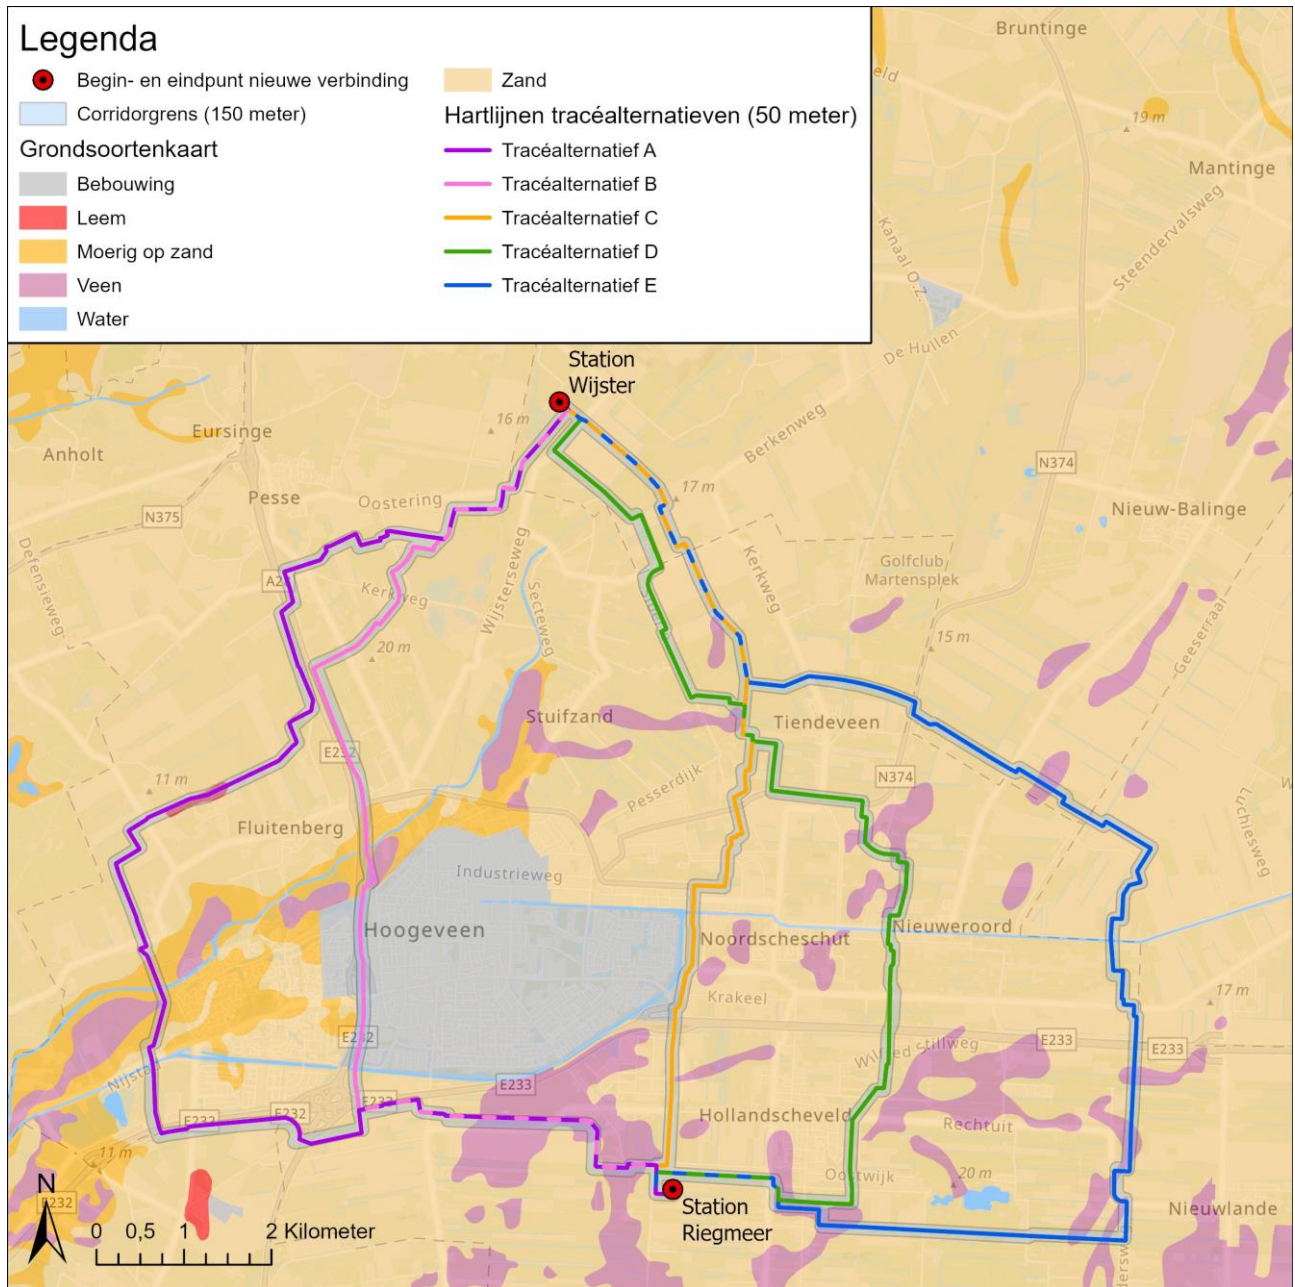 Legenda
Begin- en eindpunt nieuwe verbinding
Corridorgrens (150 meter)
Grondsoortenkaart
Bebouwing
Leem
Moerig op zand
Veen
Water
Zand
Hartlijnen tracéalternatieven (50 meter)
Tracéalternatief A
Tracéalternatief B
Tracéalternatief C
Tracéalternatief D
Tracéalternatief E
Bruntinge
eld
19 m
Mantinge
Kanaal O.Z.
Steendervalsweg
De Hullen
Station
Wijster
Eursinge
16 m
Berkenweg
Anholt
17 m
N374
Pesse
Oostering
Nieuw-Balinge
N375
Defensieweg
Wijsterseweg
Kerkweg
Golfclub
Martensplek
A2
Kerkweg
Secteweg
Geeserraai
20 m
15 m
Stuifzand
Tiendeveen
E232
11 m
Pesserdijk
N374
Luchiesweg
W
Fluitenberg
Industrieweg
Hoogeveen
Noordscheschut
Nieuweroord
Krakeel
17 m
E232
E233
E233
Nijstad
E233
E233
E232
E232
Hollandscheveld
Rechtuit
11 m
Oostwijk
20 m
N
E232
Station
Riegmeer
Nieuwlande
0 0,5 1 2 Kilometer